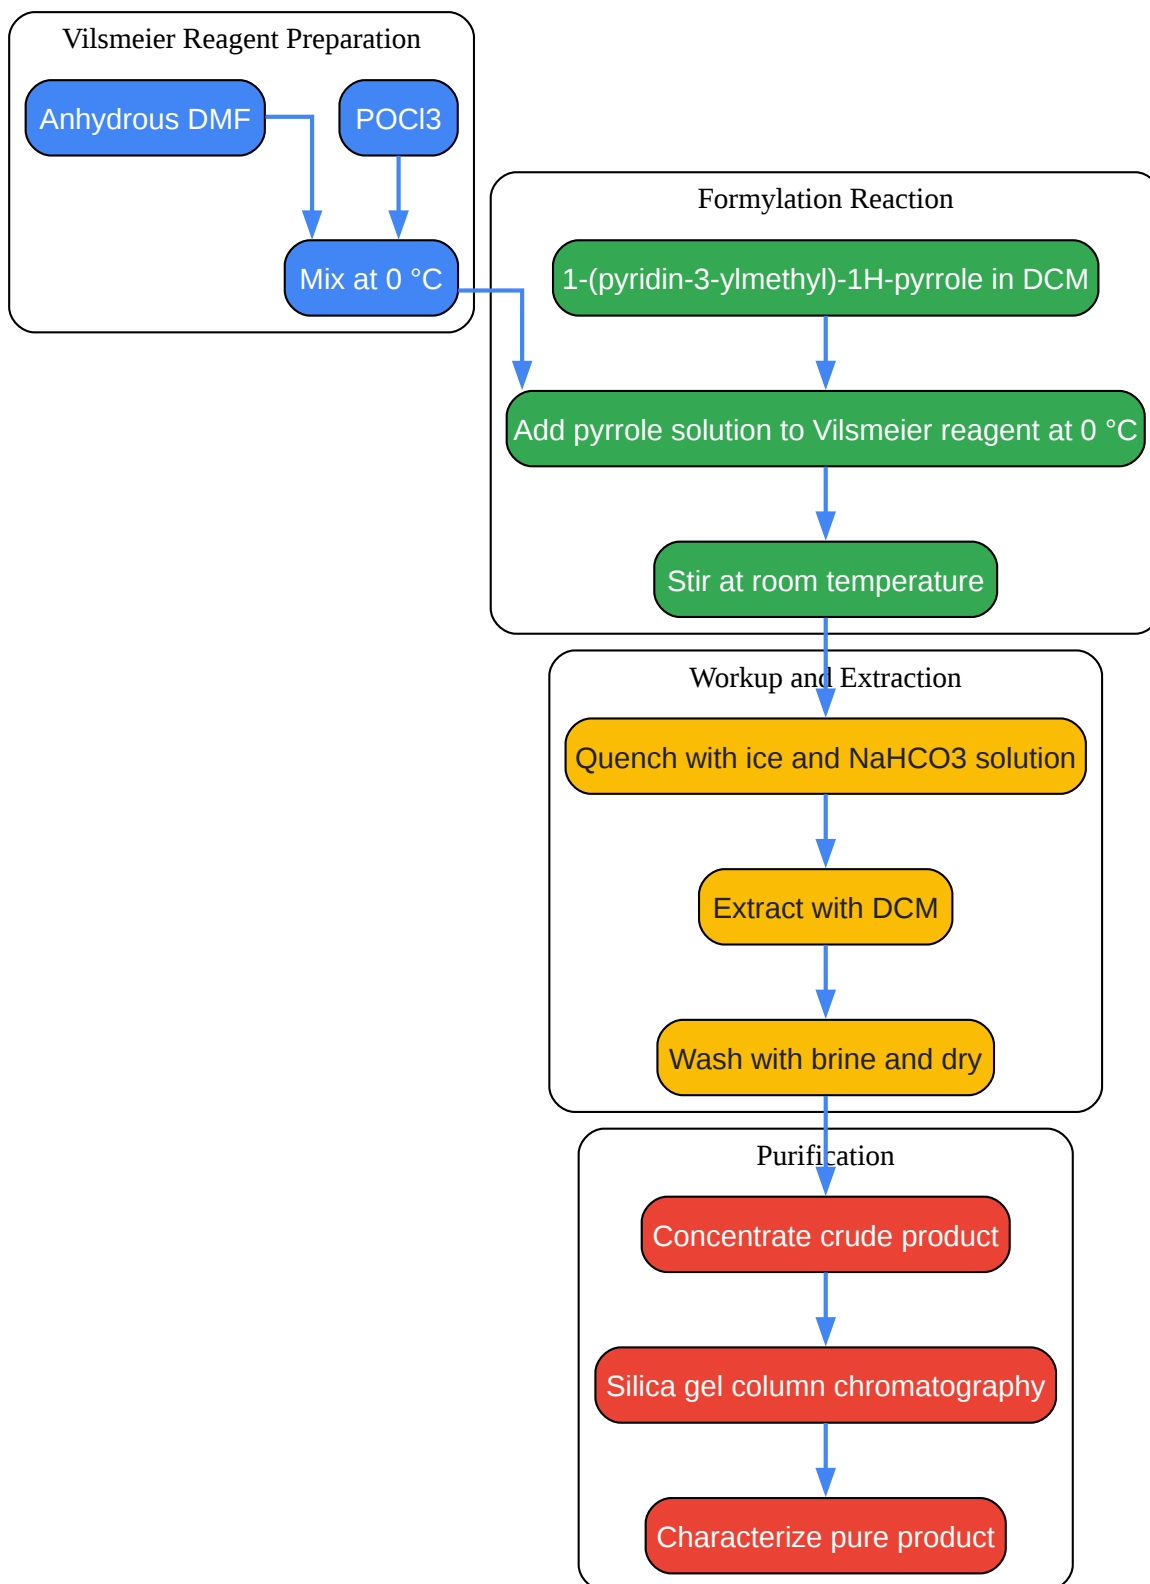 Vilsmeier Reagent Preparation
Anhydrous DMF
POCl3
Mix at 0 °C
Formylation Reaction
1-(pyridin-3-ylmethyl)-1H-pyrrole in DCM
Add pyrrole solution to Vilsmeier reagent at 0 °C
Stir at room temperature
Workup and Extraction
Quench with ice and NaHCO3 solution
Extract with DCM
Wash with brine and dry
Purification
Concentrate crude product
Silica gel column chromatography
Characterize pure product